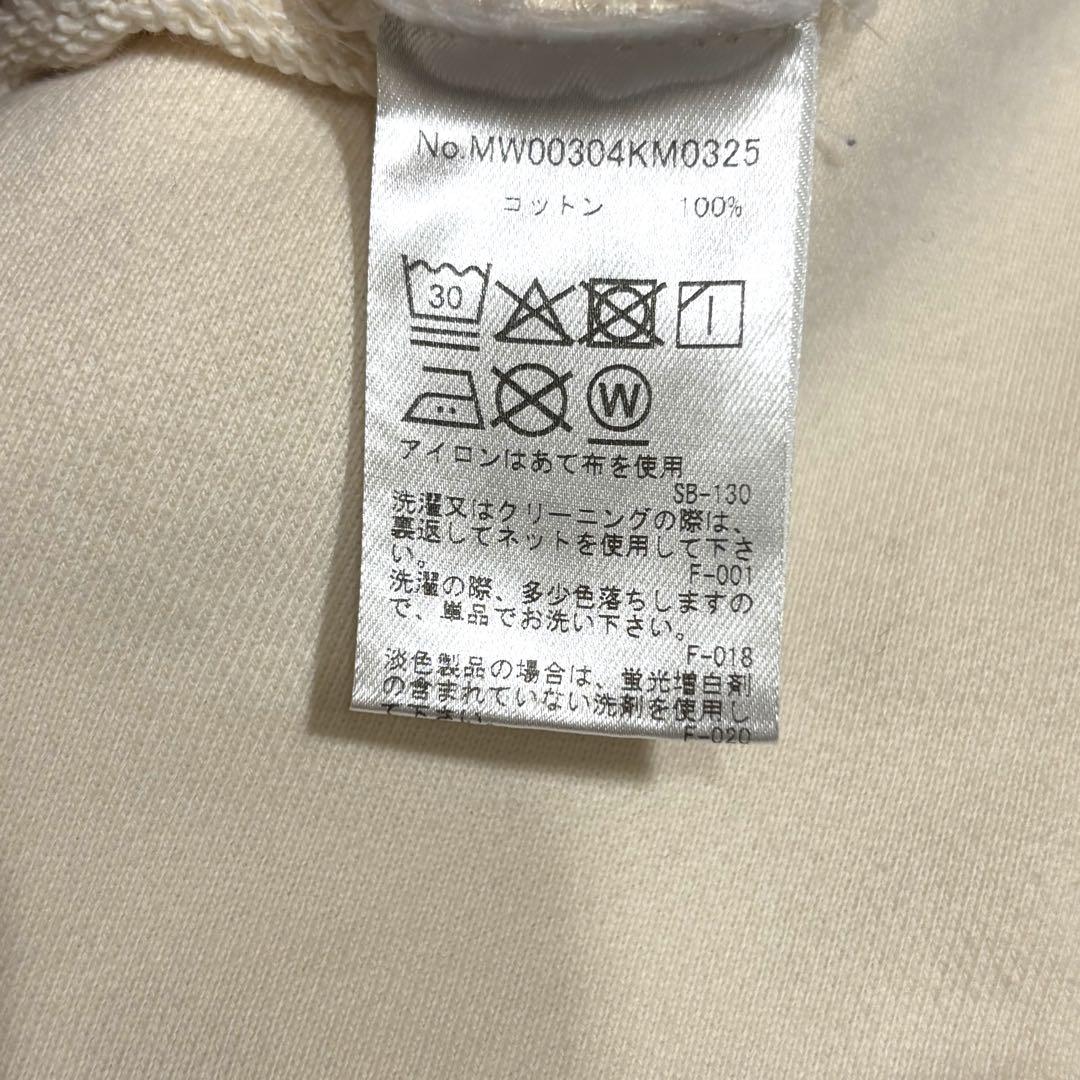 No.MW00304KM0325
コットン 100%
30
W
アイロンはあて布を使用
SB-130
洗濯又はクリーニングの際は、
裏返してネットを使用して下さ
い。
F-001
洗濯の際、多少色落ちしますの
で、単品でお洗い下さい。
F-018
淡色製品の場合は、蛍光増白剤
の含まれていない洗剤を使用し
て下さい。
F-020